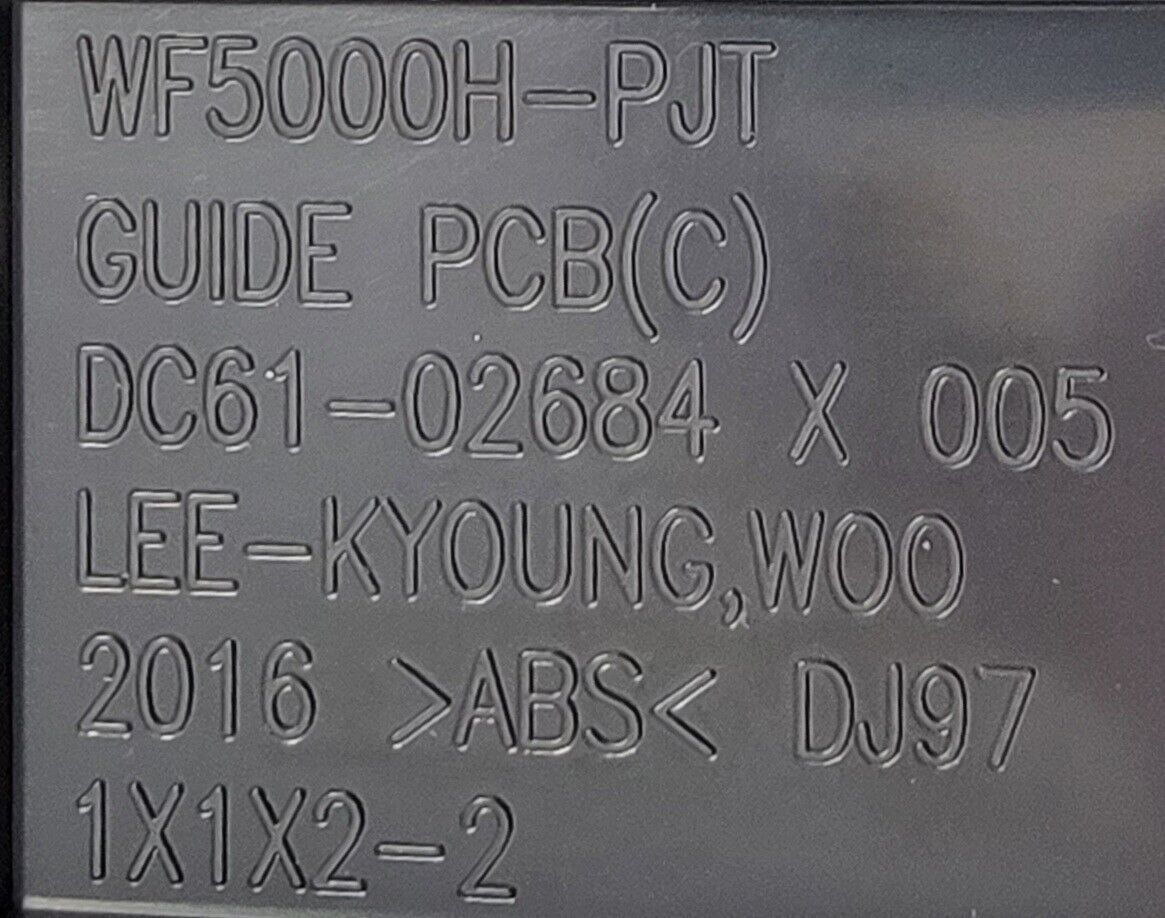 WF5000H-PJT
GUIDE PCB(C)
DC61-02684 X 005
LEE-KYOUNG,WOO
2016 >ABS< DJ97
1X1X2-2